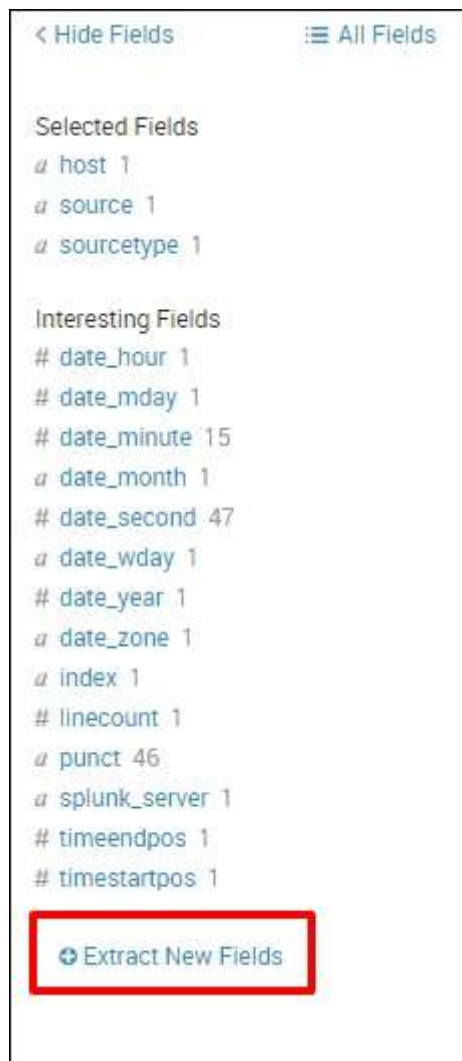 < Hide Fields All Fields
Selected Fields
a host 1
a source 1
a sourcetype 1
Interesting Fields
# date_hour 1
# date_mday 1
# date_minute 15
a date_month 1
# date_second 47
a date_wday 1
# date_year 1
a date_zone 1
a index 1
# linecount 1
a punct 46
a splunk_server 1
# timeendpos 1
# timestartpos 1
Extract New Fields